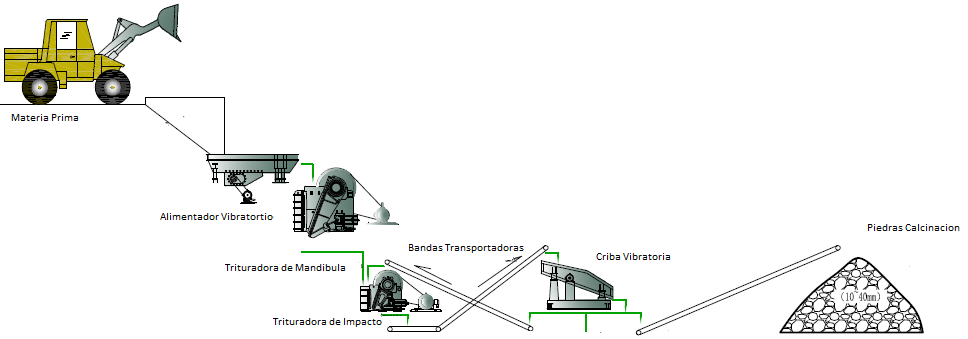 Materia Prima
Alimentador Vibratortio
Trituradora de Mandibula
Trituradora de Impacto
Bandas Transportadoras
Criba Vibratoria
Piedras Calcinacion
(10~40mm)